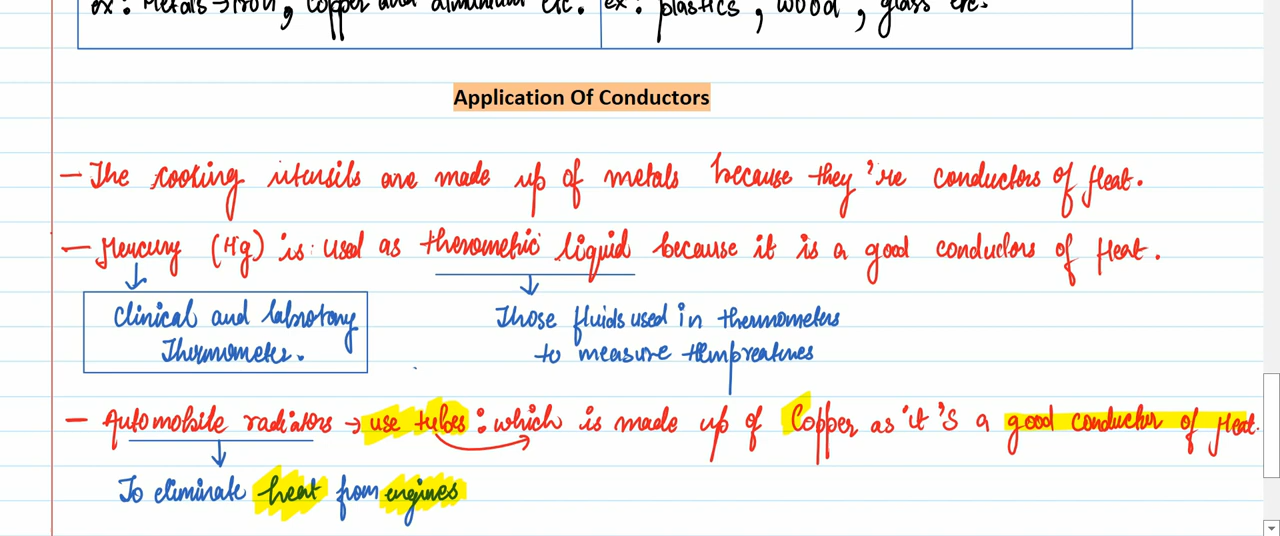 ex: Metals → Iron, Copper and aluminium etc. ex: plastics, wood, glass etc.
Application Of Conductors
— The cooking utensils are made up of metals because they're conductors of Heat.
— Mercury (Hg) is used as thermometric liquid because it is a good conductors of Heat.
Clinical and laboratory Those fluids used in thermometers
Thermometer. to measure tempreatures
— Automobile radiators → use tubes: which is made up of Copper as it's a good conductor of Heat.
To eliminate heat from engines